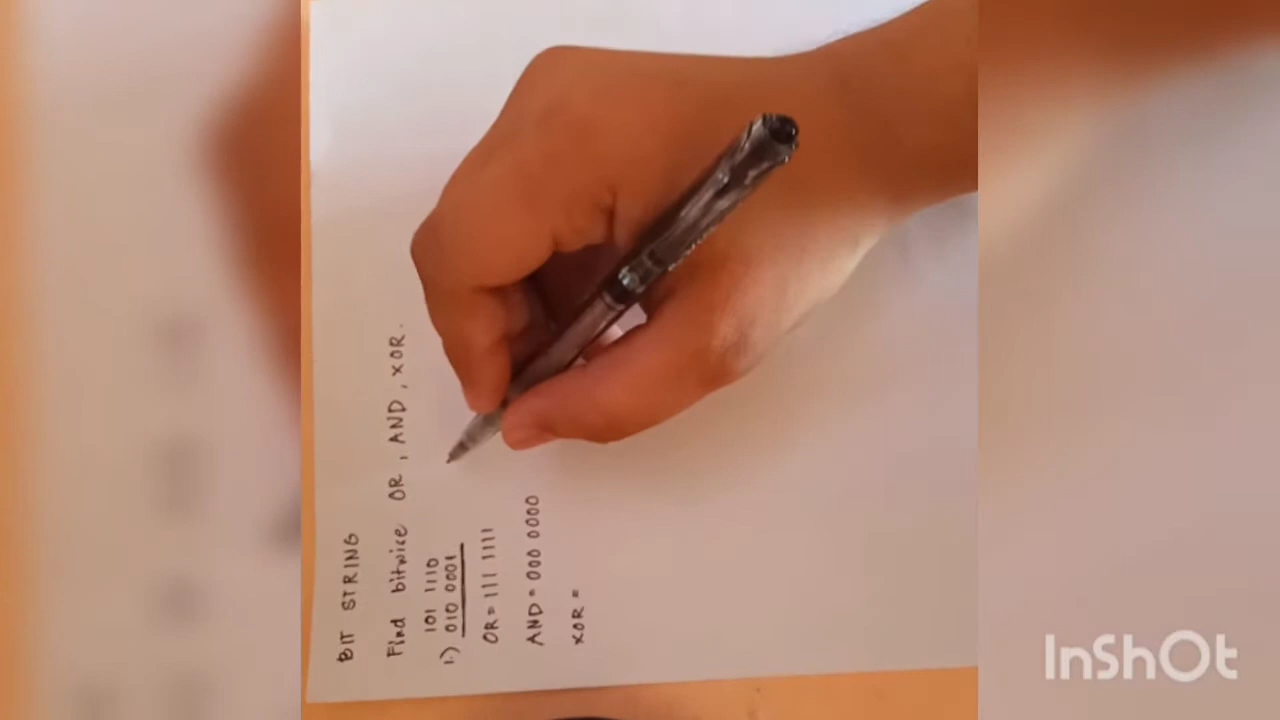 BIT STRING
Find bitwice OR, AND, XOR.
101 1110
1.) 010 0001
OR = 111 1111
AND = 000 0000
XOR =
InShOt